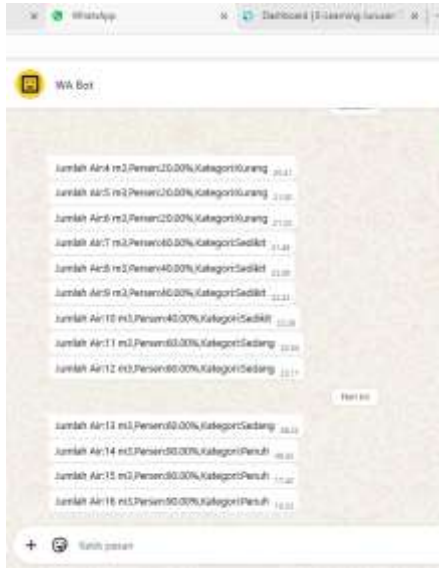 WhatsApp
Dashboard
WA Bot
Jumlah Air:4 m3,Persen:20.00%,Kategori:Kurang
Jumlah Air:5 m3,Persen:20.00%,Kategori:Kurang
Jumlah Air:6 m3,Persen:20.00%,Kategori:Kurang
Jumlah Air:7 m3,Persen:40.00%,Kategori:Sedikit
Jumlah Air:8 m3,Persen:40.00%,Kategori:Sedikit
Jumlah Air:9 m3,Persen:40.00%,Kategori:Sedikit
Jumlah Air:10 m3,Persen:40.00%,Kategori:Sedikit
Jumlah Air:11 m3,Persen:60.00%,Kategori:Sedang
Jumlah Air:12 m3,Persen:60.00%,Kategori:Sedang
Hari ini
Jumlah Air:13 m3,Persen:60.00%,Kategori:Sedang
Jumlah Air:14 m3,Persen:80.00%,Kategori:Penuh
Jumlah Air:15 m3,Persen:80.00%,Kategori:Penuh
Jumlah Air:16 m3,Persen:80.00%,Kategori:Penuh
Ketik pesan